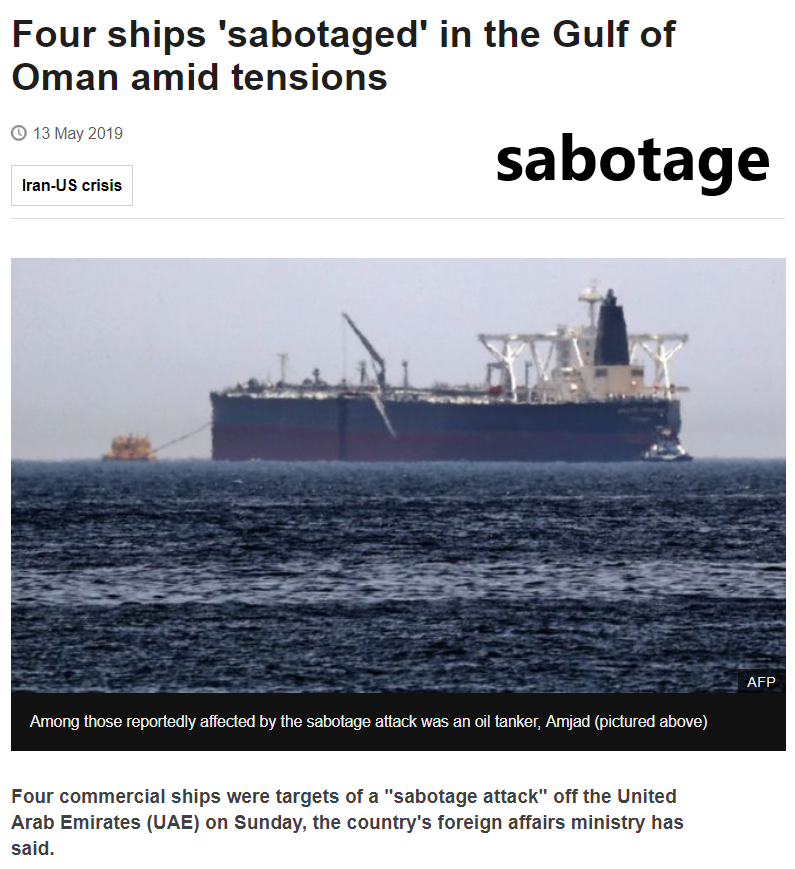 Four ships 'sabotaged' in the Gulf of
Oman amid tensions
13 May 2019
sabotage
Iran-US crisis
AFP
Among those reportedly affected by the sabotage attack was an oil tanker, Amjad (pictured above)
Four commercial ships were targets of a "sabotage attack" off the United
Arab Emirates (UAE) on Sunday, the country's foreign affairs ministry has
said.